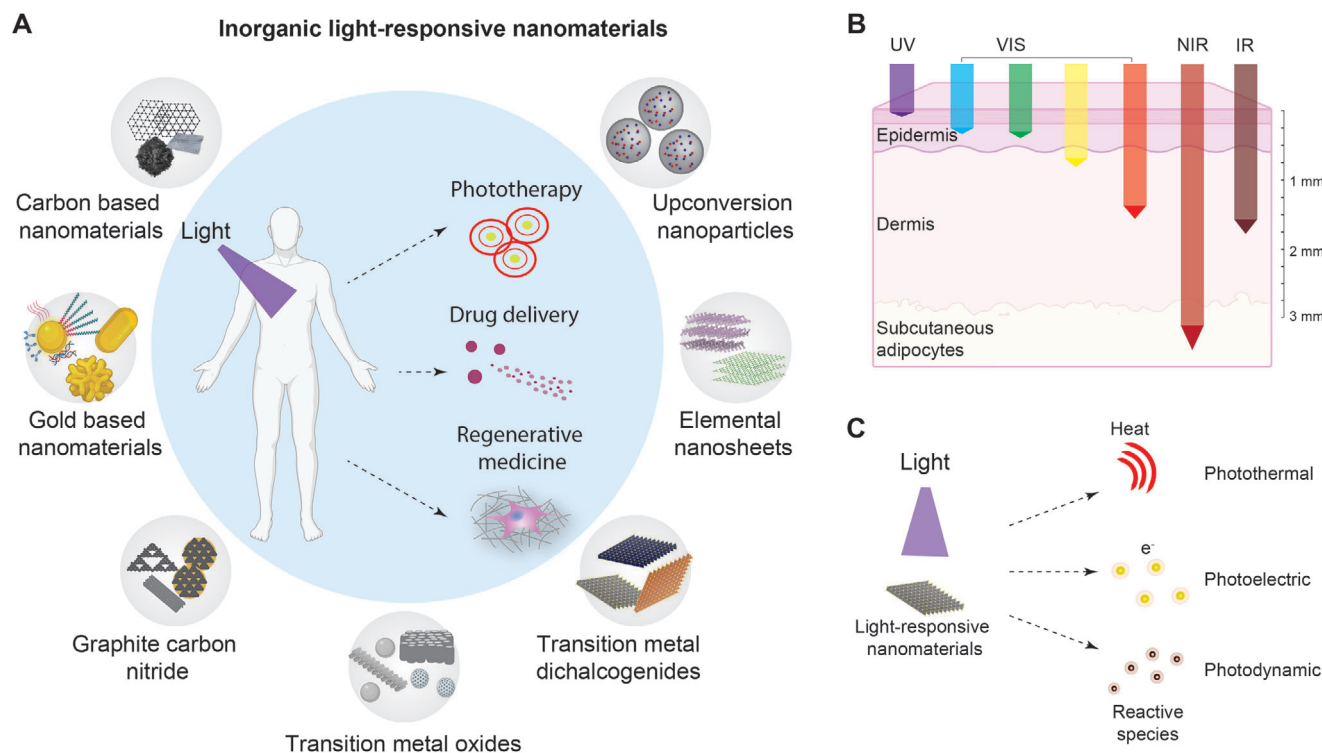 A
Inorganic light-responsive nanomaterials
Carbon based
nanomaterials
Upconversion
nanoparticles
Light
Phototherapy
Drug delivery
Regenerative
medicine
Gold based
nanomaterials
Elemental
nanosheets
Graphite carbon
nitride
Transition metal
dichalcogenides
Transition metal oxides
B
UV
VIS
NIR
IR
Epidermis
Dermis
Subcutaneous
adipocytes
1 mm
2 mm
3 mm
C
Light
Light-responsive
nanomaterials
Heat
Photothermal
e-
Photoelectric
Photodynamic
Reactive
species